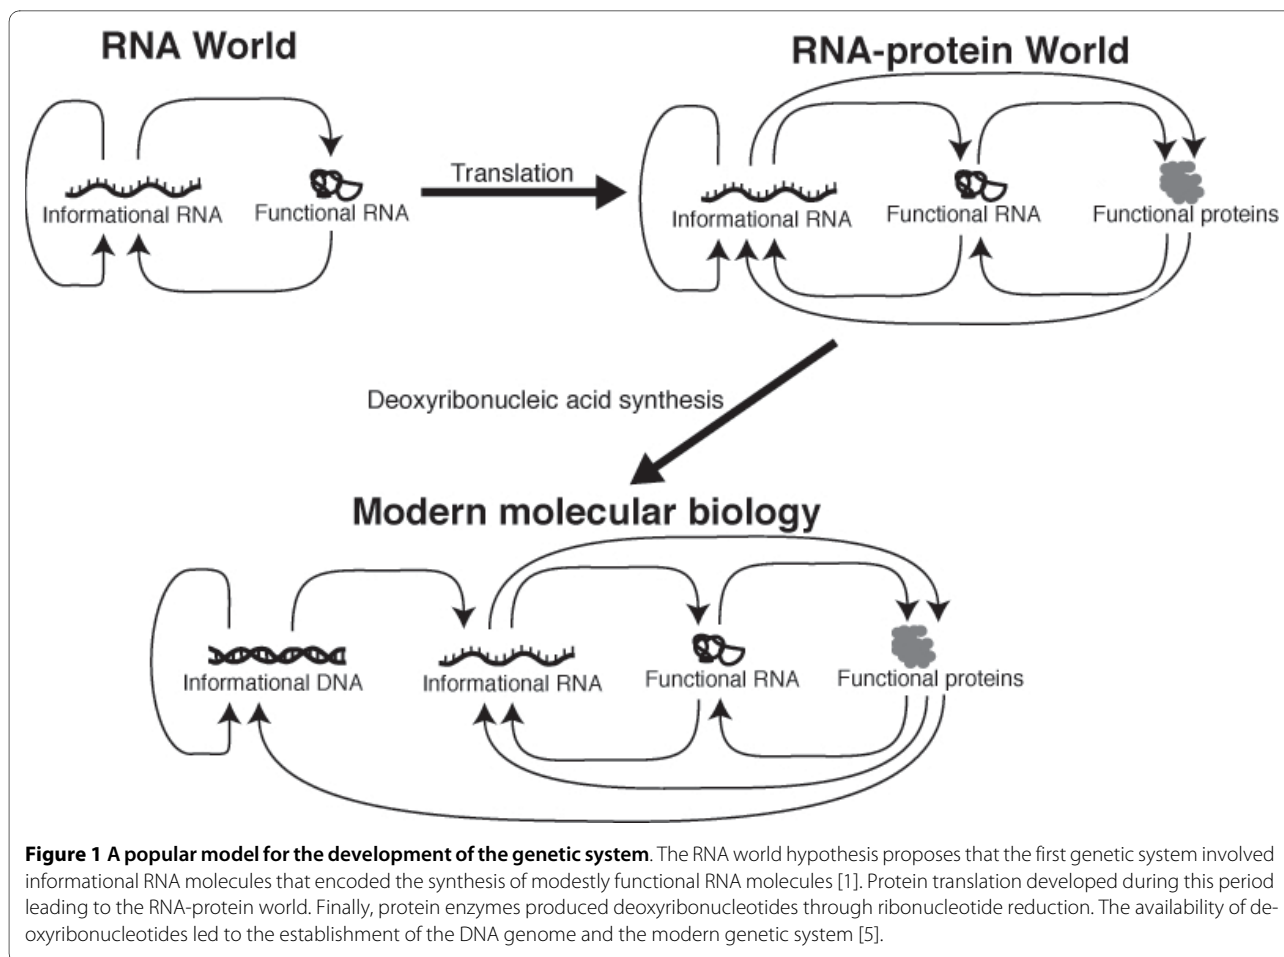 RNA World
RNA-protein World
Translation
Informational RNA
Functional RNA
Informational RNA
Functional RNA
Functional proteins
Deoxyribonucleic acid synthesis
Modern molecular biology
Informational DNA
Informational RNA
Functional RNA
Functional proteins
Figure 1 A popular model for the development of the genetic system. The RNA world hypothesis proposes that the first genetic system involved
informational RNA molecules that encoded the synthesis of modestly functional RNA molecules [1]. Protein translation developed during this period
leading to the RNA-protein world. Finally, protein enzymes produced deoxyribonucleotides through ribonucleotide reduction. The availability of de-
oxyribonucleotides led to the establishment of the DNA genome and the modern genetic system [5].